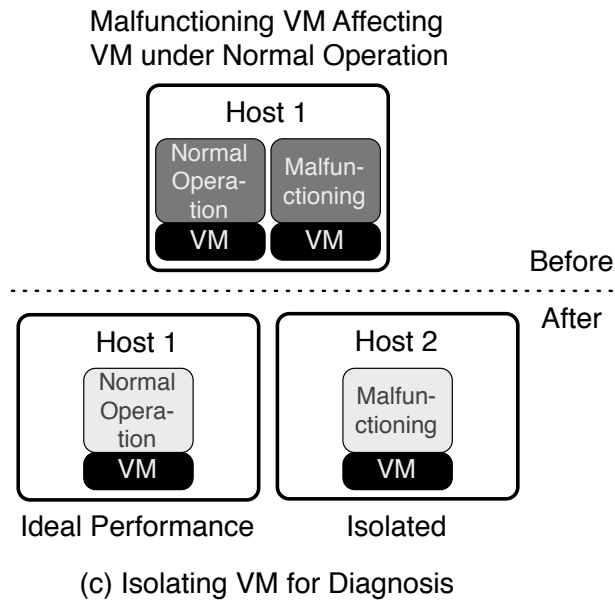 Malfunctioning VM Affecting
VM under Normal Operation
Host 1
Normal
Opera-
tion
VM
Malfun-
ctioning
VM
Before
After
Host 1
Normal
Opera-
tion
VM
Host 2
Malfun-
ctioning
VM
Ideal Performance
Isolated
(c) Isolating VM for Diagnosis